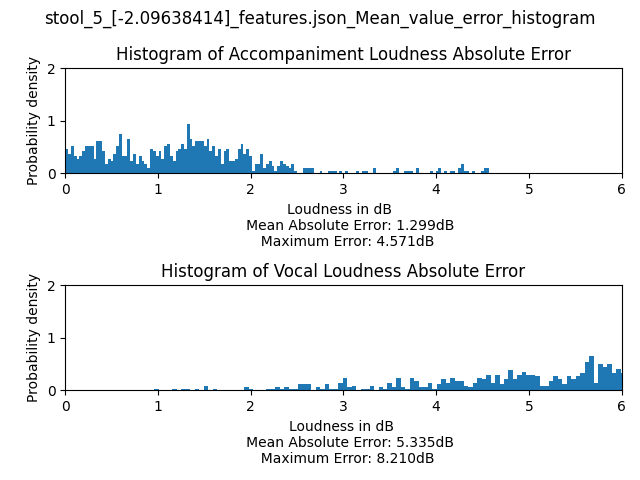 stool_5_[-2.09638414]_features.json_Mean_value_error_histogram
Histogram of Accompaniment Loudness Absolute Error
Probability density
2
1
0
0 1 2 3 4 5 6
Loudness in dB
Mean Absolute Error: 1.299dB
Maximum Error: 4.571dB
Histogram of Vocal Loudness Absolute Error
Probability density
2
1
0
0 1 2 3 4 5 6
Loudness in dB
Mean Absolute Error: 5.335dB
Maximum Error: 8.210dB